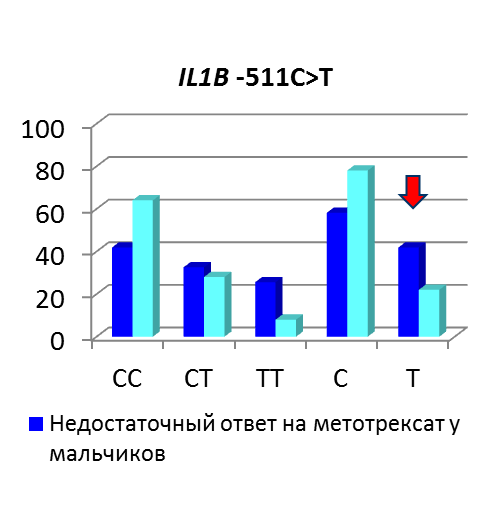 IL1B -511C>T
100
80
60
40
20
0
CC
CT
TT
C
T
Недостаточный ответ на метотрексат у
мальчиков